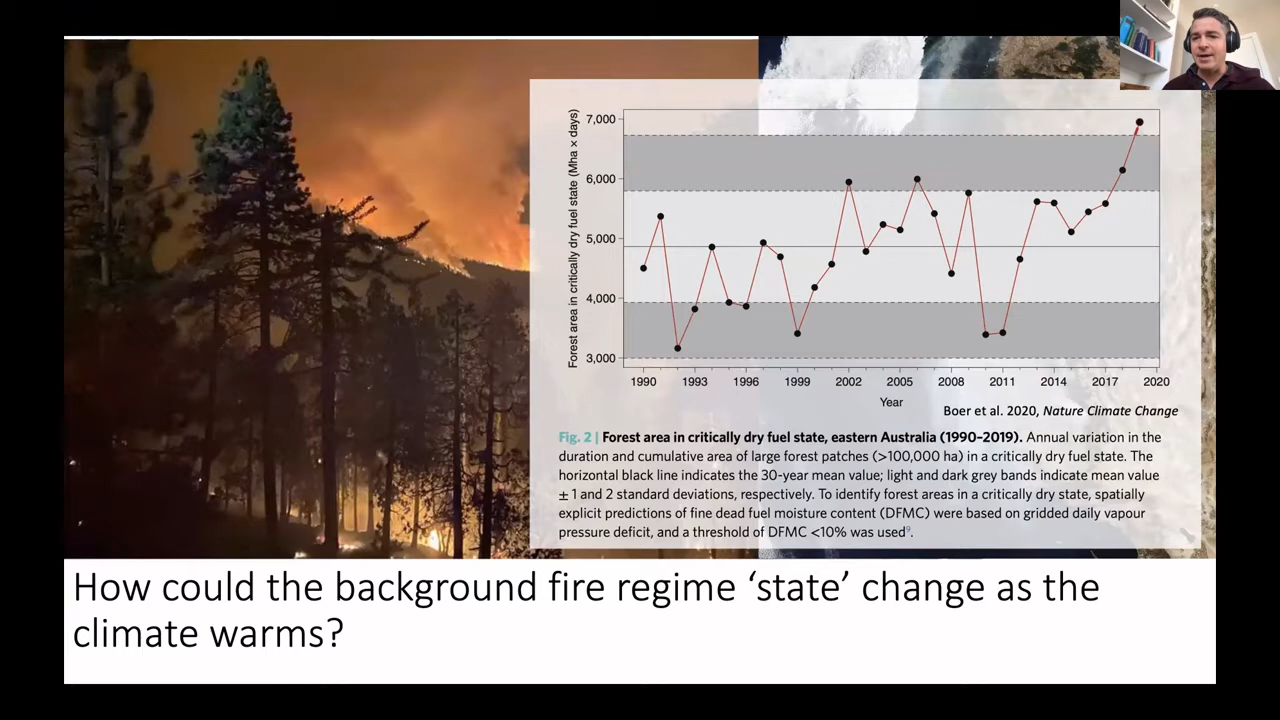 Forest area in critically dry fuel state (Mha × days)
7,000
6,000
5,000
4,000
3,000
1990 1993 1996 1999 2002 2005 2008 2011 2014 2017 2020
Year
Boer et al. 2020, Nature Climate Change
Fig. 2 | Forest area in critically dry fuel state, eastern Australia (1990–2019). Annual variation in the
duration and cumulative area of large forest patches (>100,000 ha) in a critically dry fuel state. The
horizontal black line indicates the 30-year mean value; light and dark grey bands indicate mean value
± 1 and 2 standard deviations, respectively. To identify forest areas in a critically dry state, spatially
explicit predictions of fine dead fuel moisture content (DFMC) were based on gridded daily vapour
pressure deficit, and a threshold of DFMC <10% was used⁹.
How could the background fire regime ‘state’ change as the
climate warms?